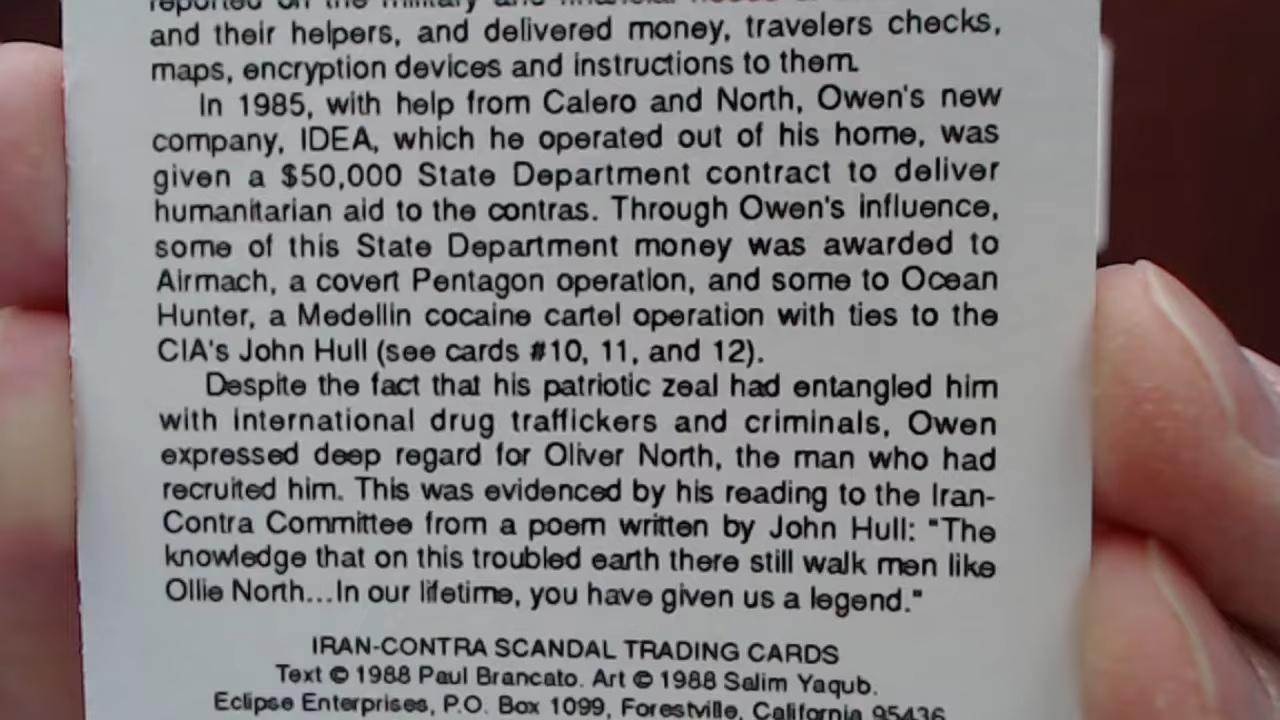 reported on the military and financial needs
and their helpers, and delivered money, travelers checks,
maps, encryption devices and instructions to them.
In 1985, with help from Calero and North, Owen's new
company, IDEA, which he operated out of his home, was
given a $50,000 State Department contract to deliver
humanitarian aid to the contras. Through Owen's influence,
some of this State Department money was awarded to
Airmach, a covert Pentagon operation, and some to Ocean
Hunter, a Medellin cocaine cartel operation with ties to the
CIA's John Hull (see cards #10, 11, and 12).
Despite the fact that his patriotic zeal had entangled him
with international drug traffickers and criminals, Owen
expressed deep regard for Oliver North, the man who had
recruited him. This was evidenced by his reading to the Iran-
Contra Committee from a poem written by John Hull: "The
knowledge that on this troubled earth there still walk men like
Ollie North...In our lifetime, you have given us a legend."
IRAN-CONTRA SCANDAL TRADING CARDS
Text © 1988 Paul Brancato. Art © 1988 Salim Yaqub.
Eclipse Enterprises, P.O. Box 1099, Forestville, California 95436